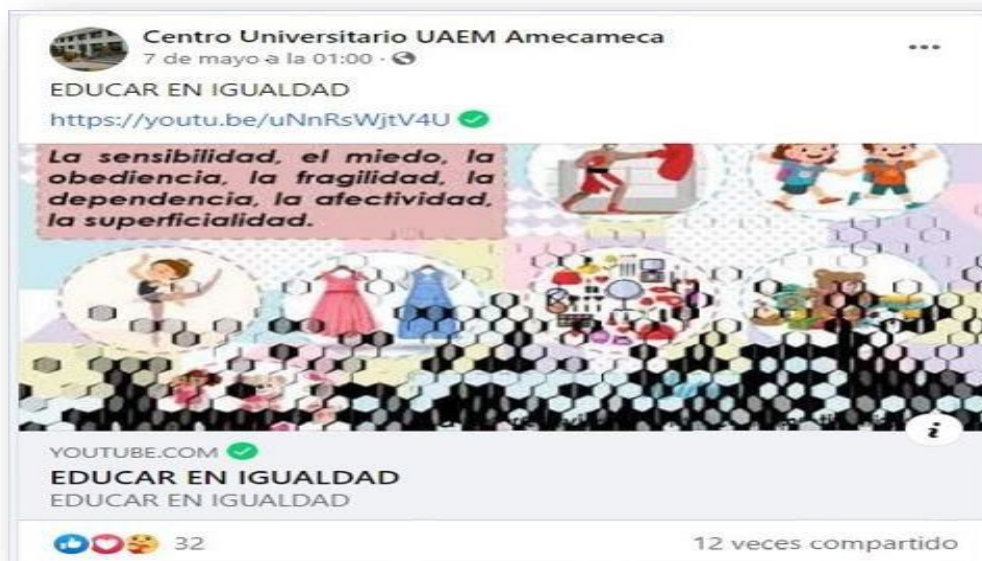 Centro Universitario UAEM Amecameca
7 de mayo a la 01:00 ·
EDUCAR EN IGUALDAD
https://youtu.be/uNnRsWjtV4U
La sensibilidad, el miedo, la
obediencia, la fragilidad, la
dependencia, la afectividad,
la superficialidad.
YOUTUBE.COM
EDUCAR EN IGUALDAD
EDUCAR EN IGUALDAD
32
12 veces compartido